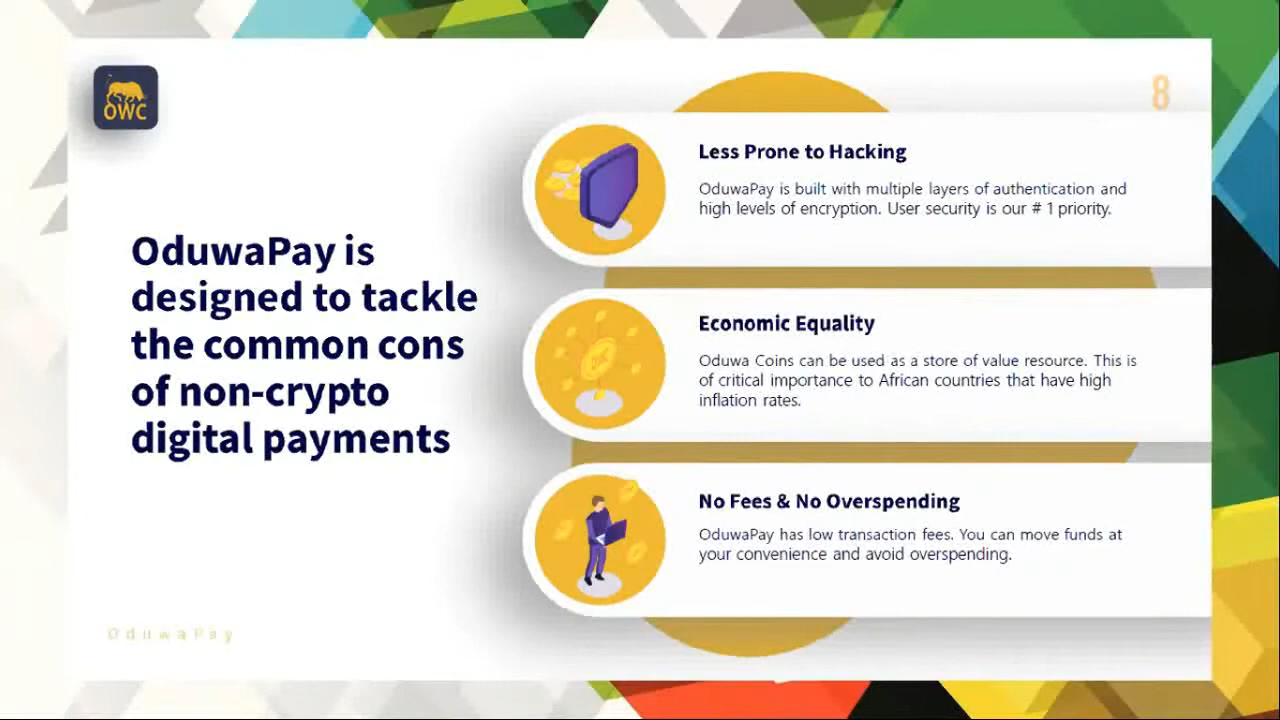 OWC
8
OduwaPay is
designed to tackle
the common cons
of non-crypto
digital payments
Less Prone to Hacking
OduwaPay is built with multiple layers of authentication and
high levels of encryption. User security is our # 1 priority.
Economic Equality
Oduwa Coins can be used as a store of value resource. This is
of critical importance to African countries that have high
inflation rates.
No Fees & No Overspending
OduwaPay has low transaction fees. You can move funds at
your convenience and avoid overspending.
OduwaPay